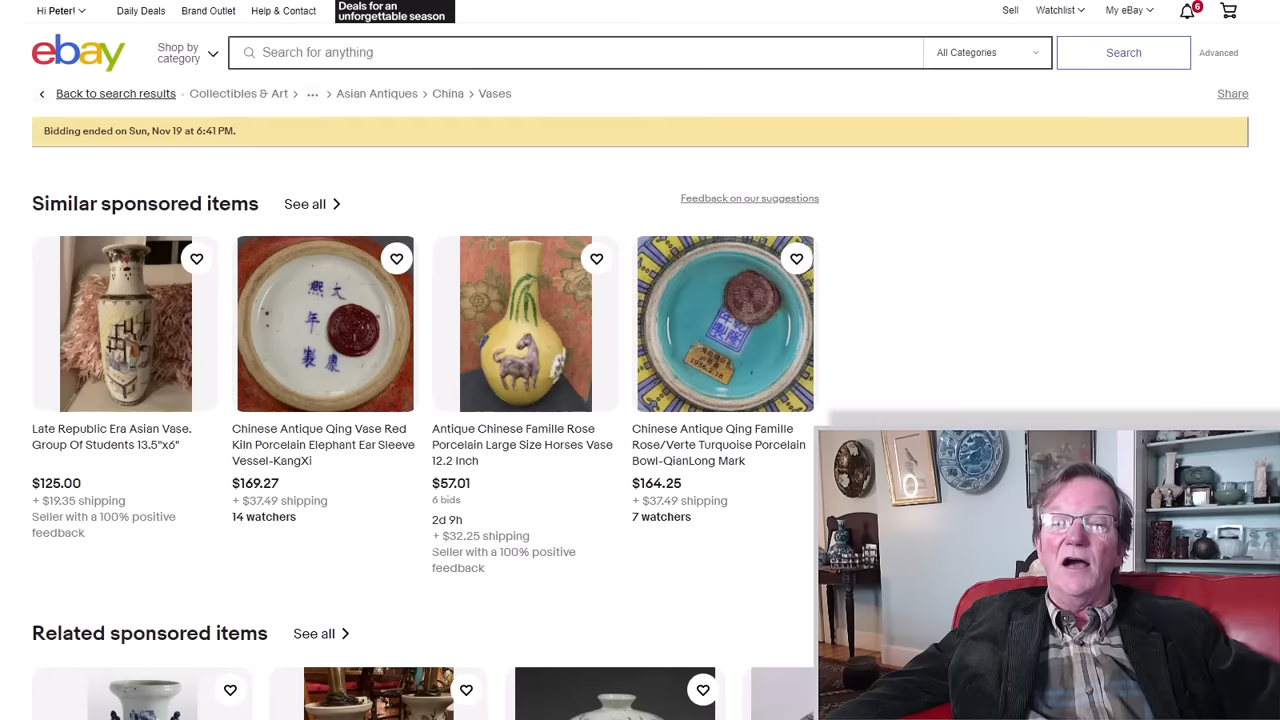 Hi Peter!
Daily Deals
Brand Outlet
Help & Contact
Deals for an
unforgettable season
Sell
Watchlist
My eBay
6
ebay
Shop by
category
Search for anything
All Categories
Search
Advanced
Back to search results
Collectibles & Art
...
Asian Antiques
China
Vases
Share
Bidding ended on Sun, Nov 19 at 6:41 PM.
Similar sponsored items
See all
Feedback on our suggestions
大
熙
年
康
製
Late Republic Era Asian Vase.
Group Of Students 13.5"x6"
$125.00
+ $19.35 shipping
Seller with a 100% positive
feedback
Chinese Antique Qing Vase Red
Kiln Porcelain Elephant Ear Sleeve
Vessel-KangXi
$169.27
+ $37.49 shipping
14 watchers
Antique Chinese Famille Rose
Porcelain Large Size Horses Vase
12.2 Inch
$57.01
6 bids
2d 9h
+ $32.25 shipping
Seller with a 100% positive
feedback
Chinese Antique Qing Famille
Rose/Verte Turquoise Porcelain
Bowl-QianLong Mark
$164.25
+ $37.49 shipping
7 watchers
Related sponsored items
See all